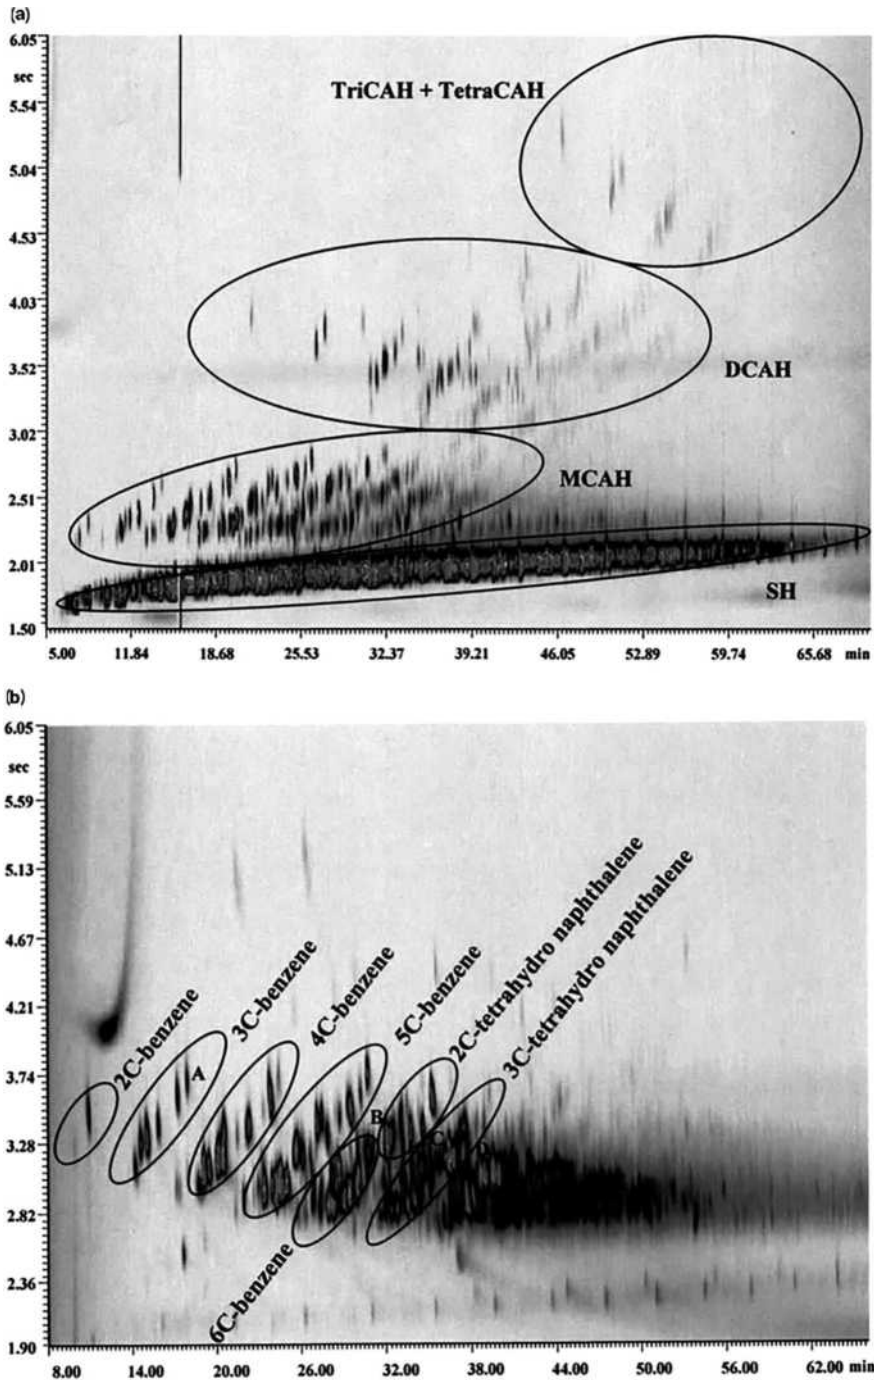 (a)
6.05
sec
5.54
5.04
4.53
4.03
3.52
3.02
2.51
2.01
1.50
TriCAH + TetraCAH
DCAH
MCAH
SH
5.00 11.84 18.68 25.53 32.37 39.21 46.05 52.89 59.74 65.68 min
(b)
6.05
sec
5.59
5.13
4.67
4.21
3.74
3.28
2.82
2.36
1.90
2C-benzene
3C-benzene
4C-benzene
5C-benzene
2C-tetrahydro naphthalene
3C-tetrahydro naphthalene
A
B
C
6C-benzene
8.00 14.00 20.00 26.00 32.00 38.00 44.00 50.00 56.00 62.00 min